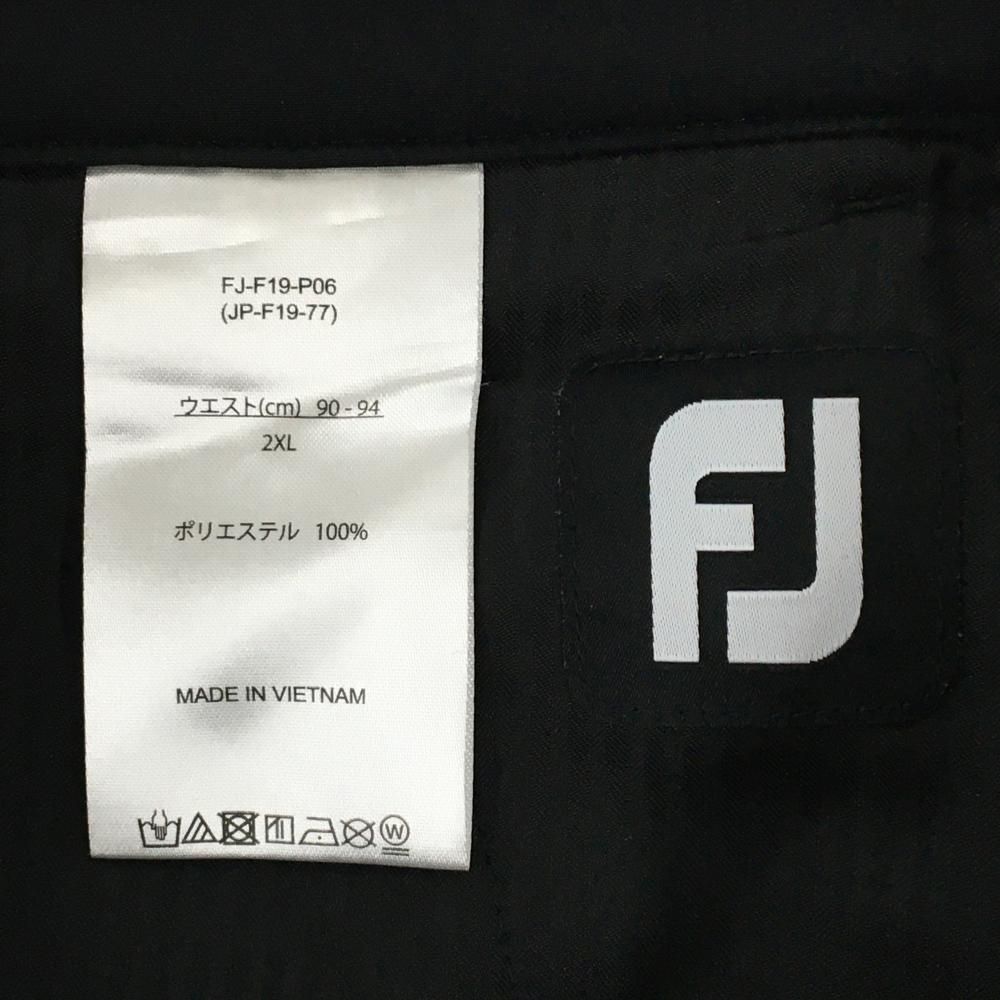 FJ-F19-P06
(JP-F19-77)
ウエスト(cm) 90 - 94
2XL
ポリエステル 100%
MADE IN VIETNAM
W
FJ